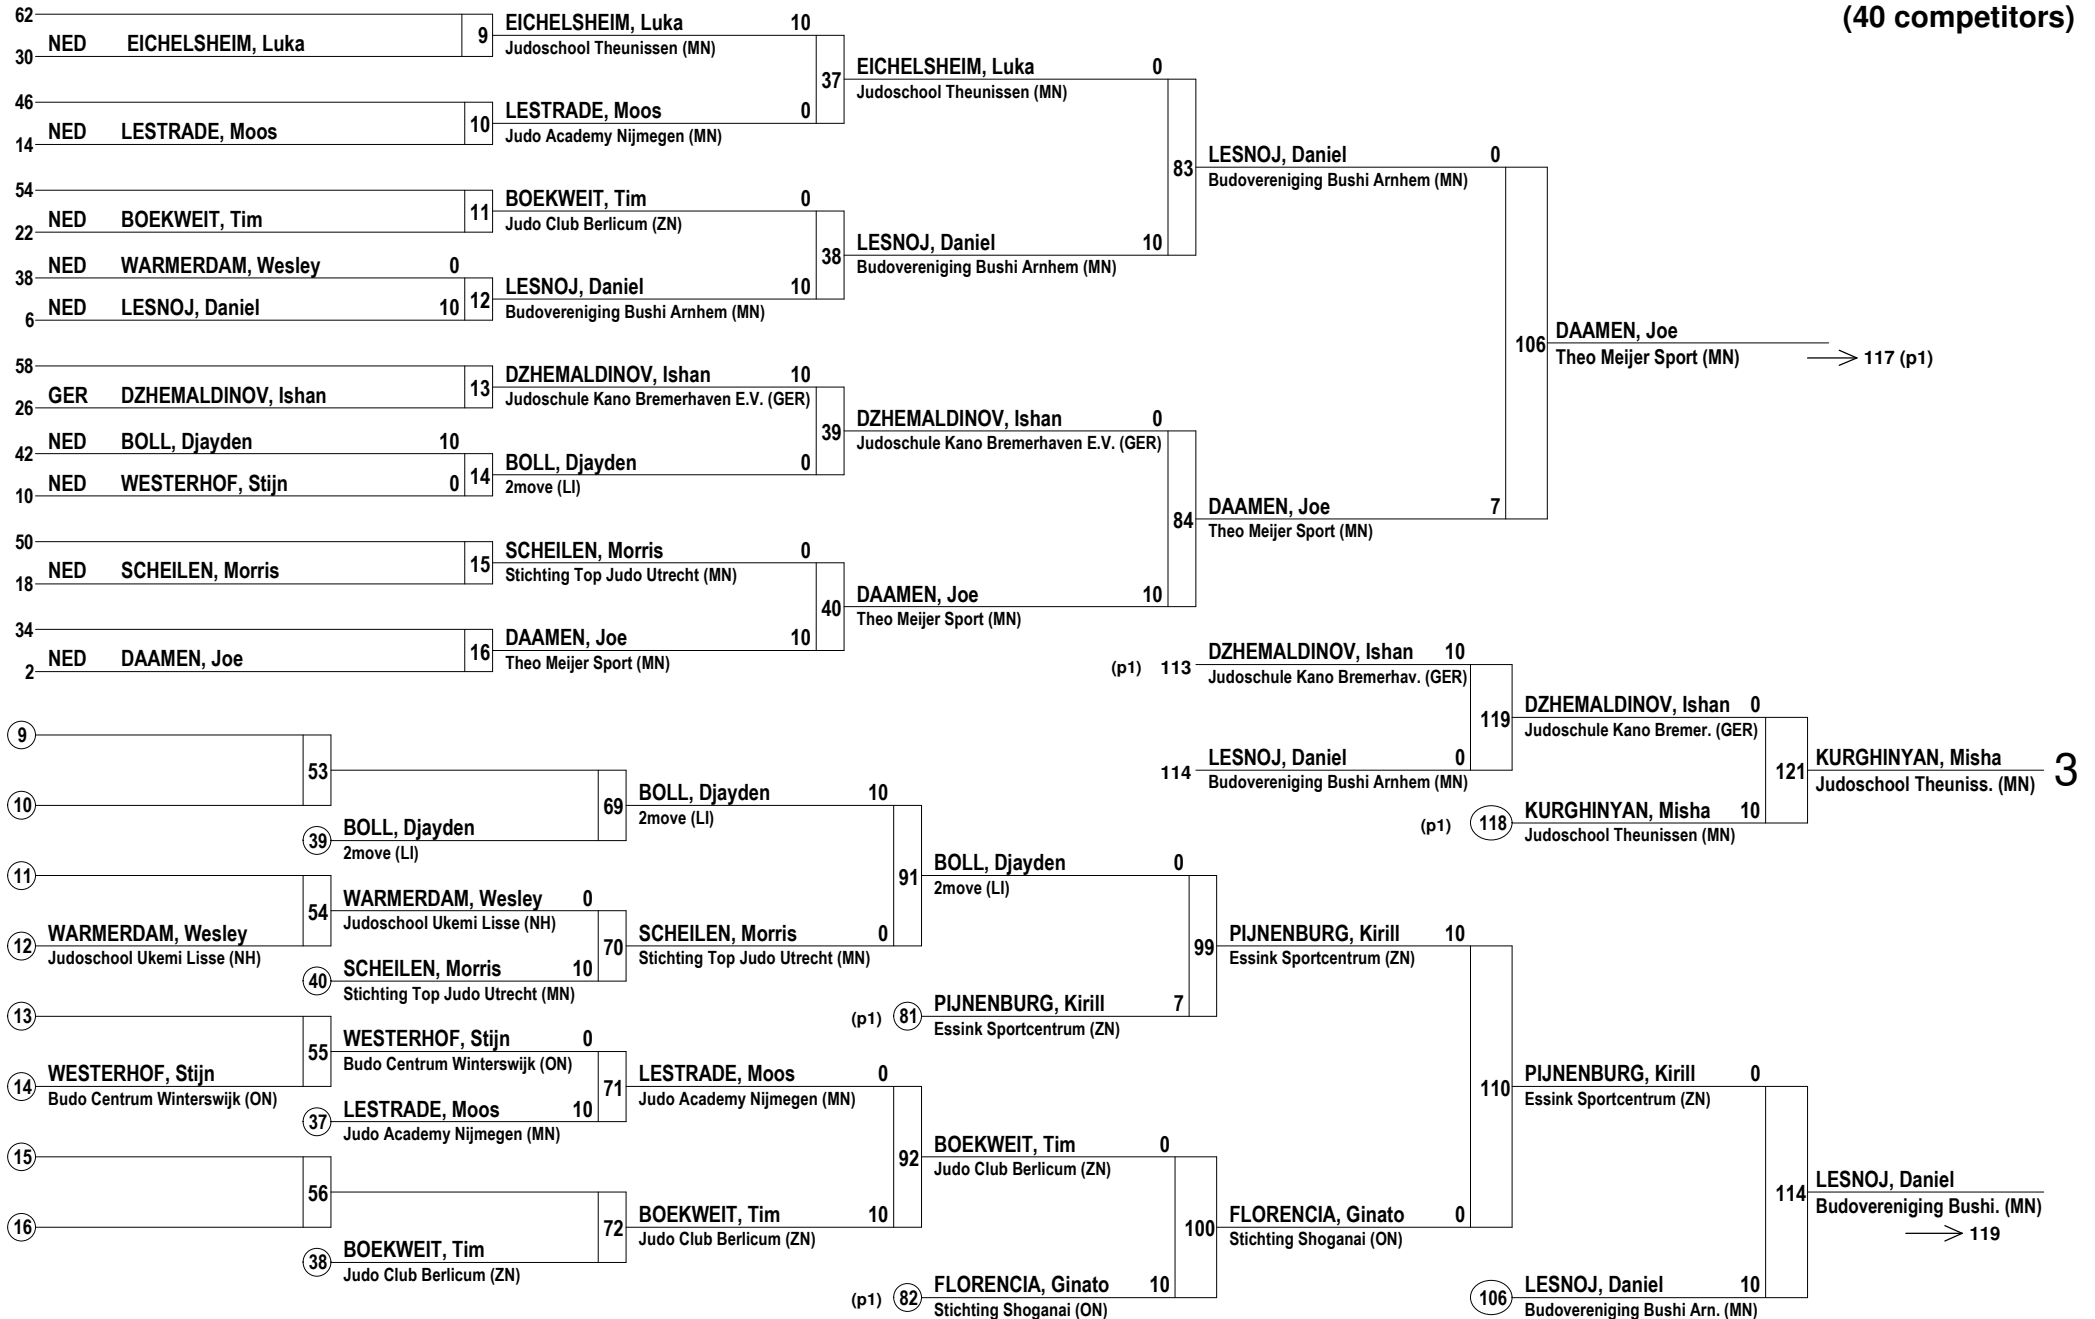 (40 competitors)
62
NED EICHELSHEIM, Luka
30
9
EICHELSHEIM, Luka 10
Judoschool Theunissen (MN)
46
NED LESTRADE, Moos
14
10
LESTRADE, Moos 0
Judo Academy Nijmegen (MN)
37
EICHELSHEIM, Luka 0
Judoschool Theunissen (MN)
54
NED BOEKWEIT, Tim
22
11
BOEKWEIT, Tim 0
Judo Club Berlicum (ZN)
NED WARMERDAM, Wesley 0
38
NED LESNOJ, Daniel 10
6
12
LESNOJ, Daniel 10
Budovereniging Bushi Arnhem (MN)
38
LESNOJ, Daniel 10
Budovereniging Bushi Arnhem (MN)
83
LESNOJ, Daniel 0
Budovereniging Bushi Arnhem (MN)
58
GER DZHEMALDINOV, Ishan
26
13
DZHEMALDINOV, Ishan 10
Judoschule Kano Bremerhaven E.V. (GER)
NED BOLL, Djayden 10
42
NED WESTERHOF, Stijn 0
10
14
BOLL, Djayden 0
2move (LI)
39
DZHEMALDINOV, Ishan 0
Judoschule Kano Bremerhaven E.V. (GER)
50
NED SCHEILEN, Morris
18
15
SCHEILEN, Morris 0
Stichting Top Judo Utrecht (MN)
34
NED DAAMEN, Joe
2
16
DAAMEN, Joe 10
Theo Meijer Sport (MN)
40
DAAMEN, Joe 10
Theo Meijer Sport (MN)
84
DAAMEN, Joe 7
Theo Meijer Sport (MN)
106
DAAMEN, Joe
Theo Meijer Sport (MN)
117 (p1)
(p1) 113
DZHEMALDINOV, Ishan 10
Judoschule Kano Bremerhav. (GER)
114
LESNOJ, Daniel 0
Budovereniging Bushi Arnhem (MN)
119
DZHEMALDINOV, Ishan 0
Judoschule Kano Bremer. (GER)
(p1) 118
KURGHINYAN, Misha 10
Judoschool Theunissen (MN)
121
KURGHINYAN, Misha
Judoschool Theuniss. (MN)
3
9
10
53
39
BOLL, Djayden
2move (LI)
69
BOLL, Djayden 10
2move (LI)
11
12
WARMERDAM, Wesley
Judoschool Ukemi Lisse (NH)
54
WARMERDAM, Wesley 0
Judoschool Ukemi Lisse (NH)
40
SCHEILEN, Morris 10
Stichting Top Judo Utrecht (MN)
70
SCHEILEN, Morris 0
Stichting Top Judo Utrecht (MN)
91
BOLL, Djayden 0
2move (LI)
(p1) 81
PIJNENBURG, Kirill 7
Essink Sportcentrum (ZN)
99
PIJNENBURG, Kirill 10
Essink Sportcentrum (ZN)
13
14
WESTERHOF, Stijn
Budo Centrum Winterswijk (ON)
55
WESTERHOF, Stijn 0
Budo Centrum Winterswijk (ON)
37
LESTRADE, Moos 10
Judo Academy Nijmegen (MN)
71
LESTRADE, Moos 0
Judo Academy Nijmegen (MN)
15
16
56
38
BOEKWEIT, Tim
Judo Club Berlicum (ZN)
72
BOEKWEIT, Tim 10
Judo Club Berlicum (ZN)
92
BOEKWEIT, Tim 0
Judo Club Berlicum (ZN)
(p1) 82
FLORENCIA, Ginato 10
Stichting Shoganai (ON)
100
FLORENCIA, Ginato 0
Stichting Shoganai (ON)
110
PIJNENBURG, Kirill 0
Essink Sportcentrum (ZN)
106
LESNOJ, Daniel 10
Budovereniging Bushi Arn. (MN)
114
LESNOJ, Daniel
Budovereniging Bushi. (MN)
119